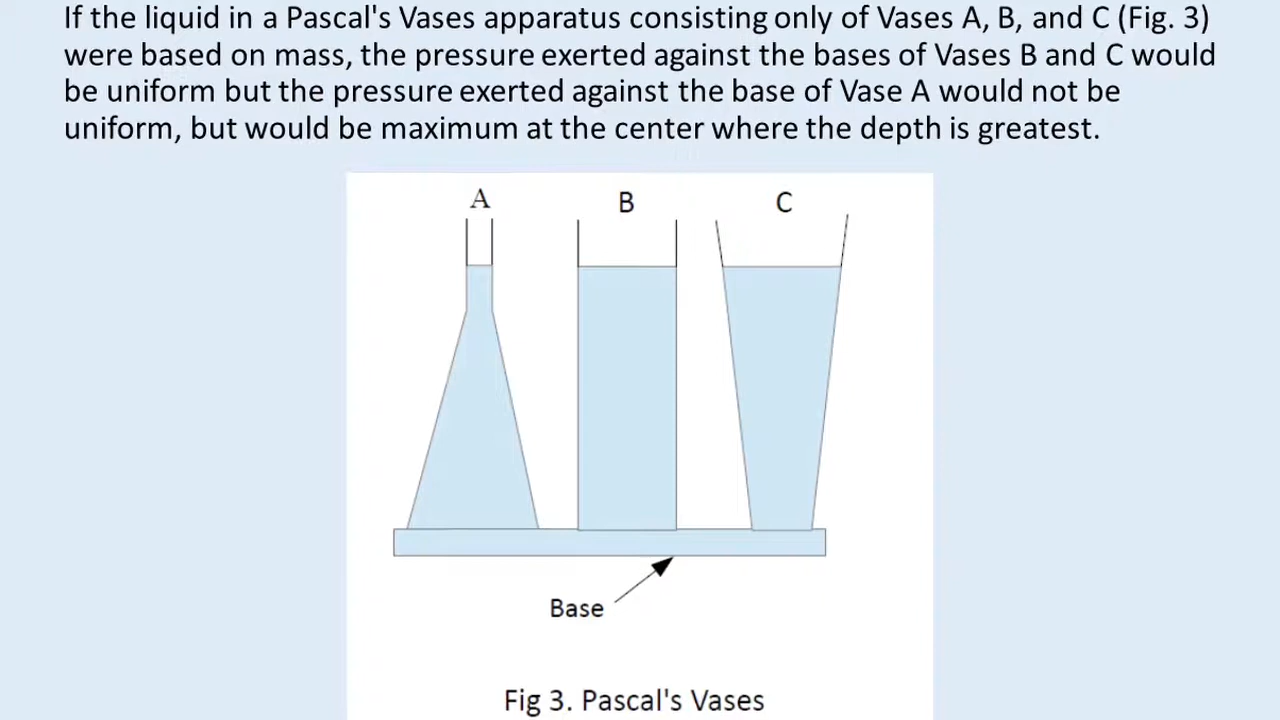 If the liquid in a Pascal's Vases apparatus consisting only of Vases A, B, and C (Fig. 3)
were based on mass, the pressure exerted against the bases of Vases B and C would
be uniform but the pressure exerted against the base of Vase A would not be
uniform, but would be maximum at the center where the depth is greatest.
A B C
Base
Fig 3. Pascal's Vases